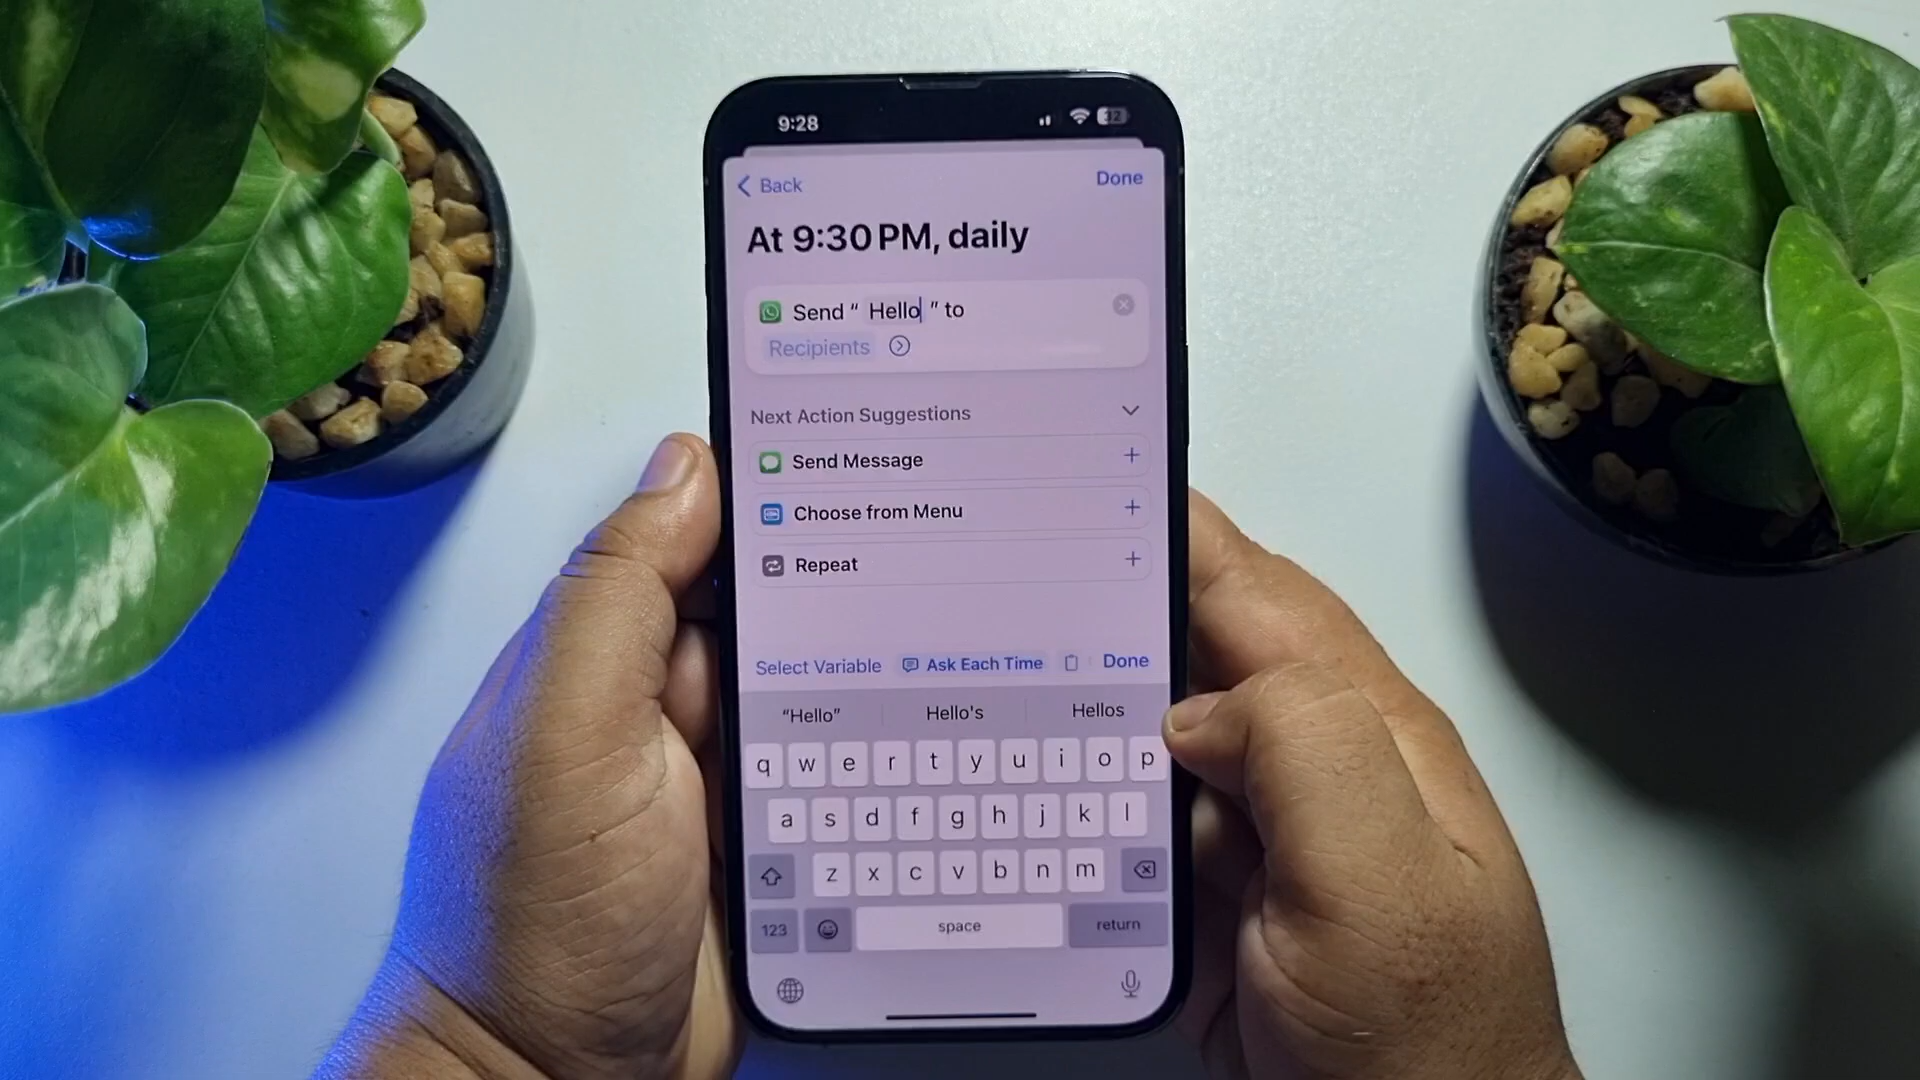 9:28
32
Back
Done
At 9:30 PM, daily
Send “ Hello ” to
Recipients
Next Action Suggestions
Send Message
Choose from Menu
Repeat
Select Variable Ask Each Time Done
“Hello” Hello's Hellos
q w e r t y u i o p
a s d f g h j k l
z x c v b n m
123 space return